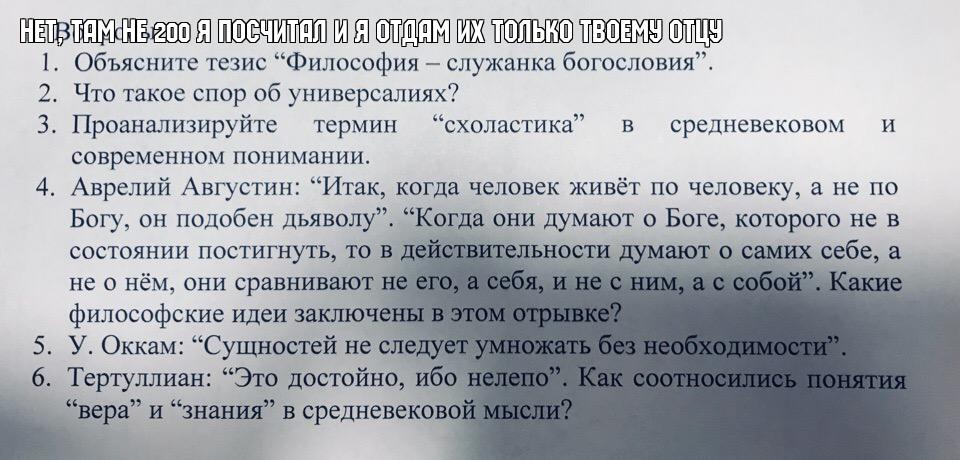 НЕТ, ТАМ НЕ 200 Я ПОСЧИТАЛ И Я ОТДАМ ИХ ТОЛЬКО ТВОЕМУ ОТЦУ
1. Объясните тезис “Философия – служанка богословия”.
2. Что такое спор об универсалиях?
3. Проанализируйте термин “схоластика” в средневековом и
современном понимании.
4. Аврелий Августин: “Итак, когда человек живёт по человеку, а не по
Богу, он подобен дьяволу”. “Когда они думают о Боге, которого не в
состоянии постигнуть, то в действительности думают о самих себе, а
не о нём, они сравнивают не его, а себя, и не с ним, а с собой”. Какие
философские идеи заключены в этом отрывке?
5. У. Оккам: “Сущностей не следует умножать без необходимости”.
6. Тертуллиан: “Это достойно, ибо нелепо”. Как соотносились понятия
“вера” и “знания” в средневековой мысли?